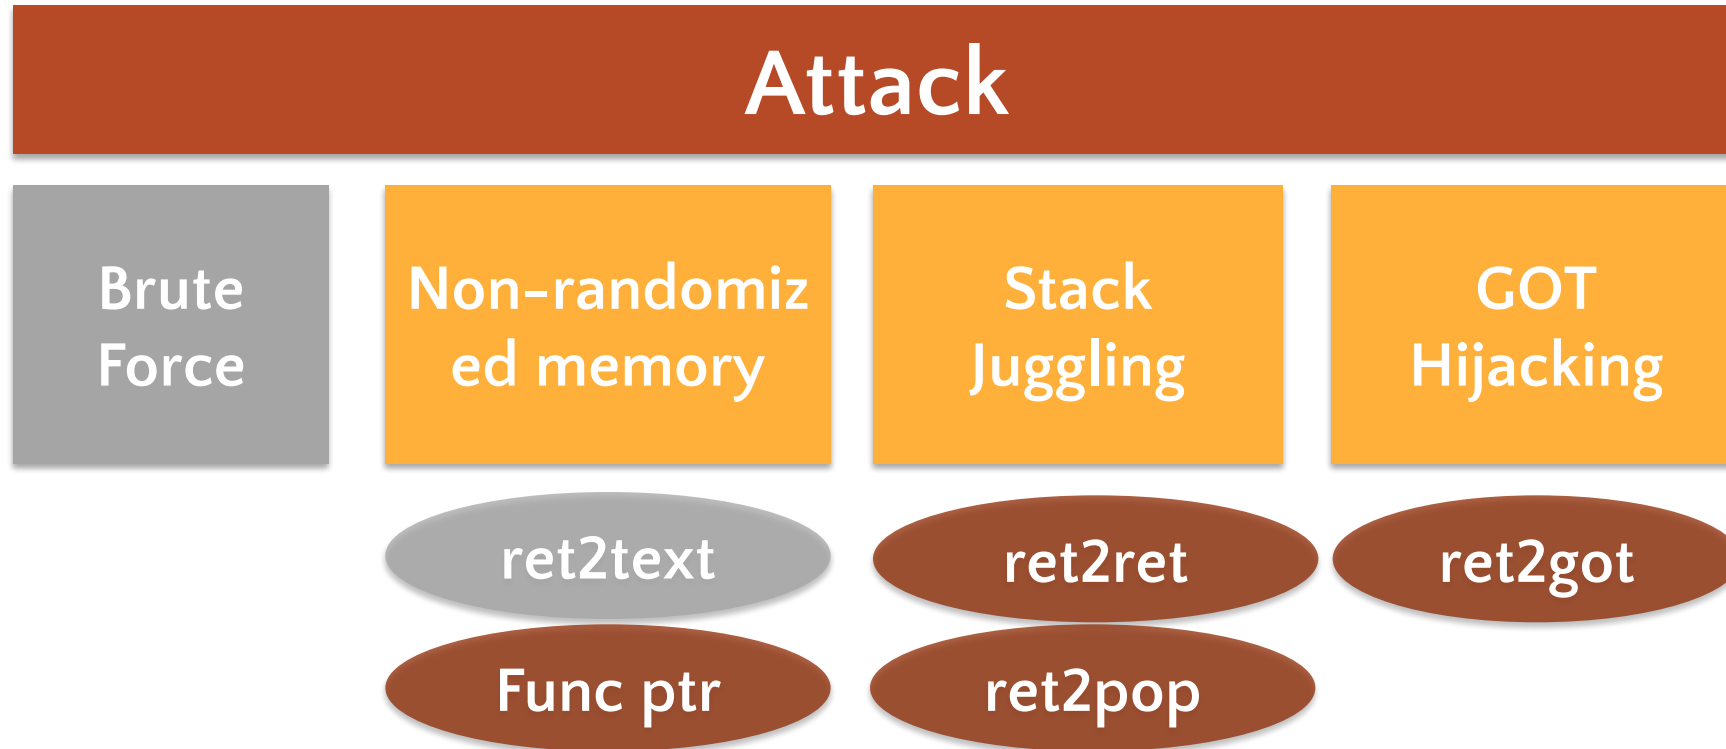 Attack
Brute
Force
Non-randomiz
ed memory
Stack
Juggling
GOT
Hijacking
ret2text
ret2ret
ret2got
Func ptr
ret2pop